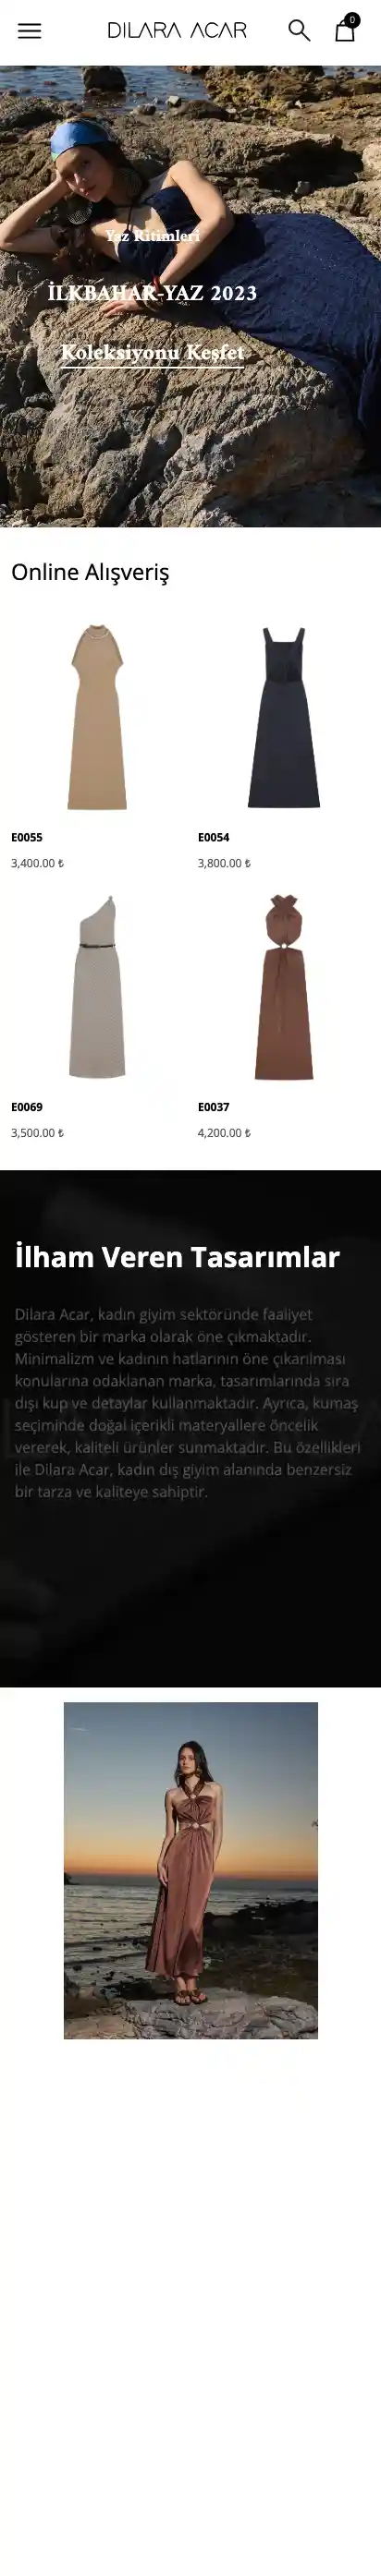 DILARA ACAR
0
Yaz Ritimleri
İLKBAHAR-YAZ 2023
Koleksiyonu Keşfet
Online Alışveriş
E0055
3,400.00 ₺
E0054
3,800.00 ₺
E0069
3,500.00 ₺
E0037
4,200.00 ₺
İlham Veren Tasarımlar
Dilara Acar, kadın giyim sektöründe faaliyet
gösteren bir marka olarak öne çıkmaktadır.
Minimalizm ve kadının hatlarının öne çıkarılması
konularına odaklanan marka, tasarımlarında sıra
dışı kup ve detaylar kullanmaktadır. Ayrıca, kumaş
seçiminde doğal içerikli materyallere öncelik
vererek, kaliteli ürünler sunmaktadır. Bu özellikleri
ile Dilara Acar, kadın dış giyim alanında benzersiz
bir tarza ve kaliteye sahiptir.